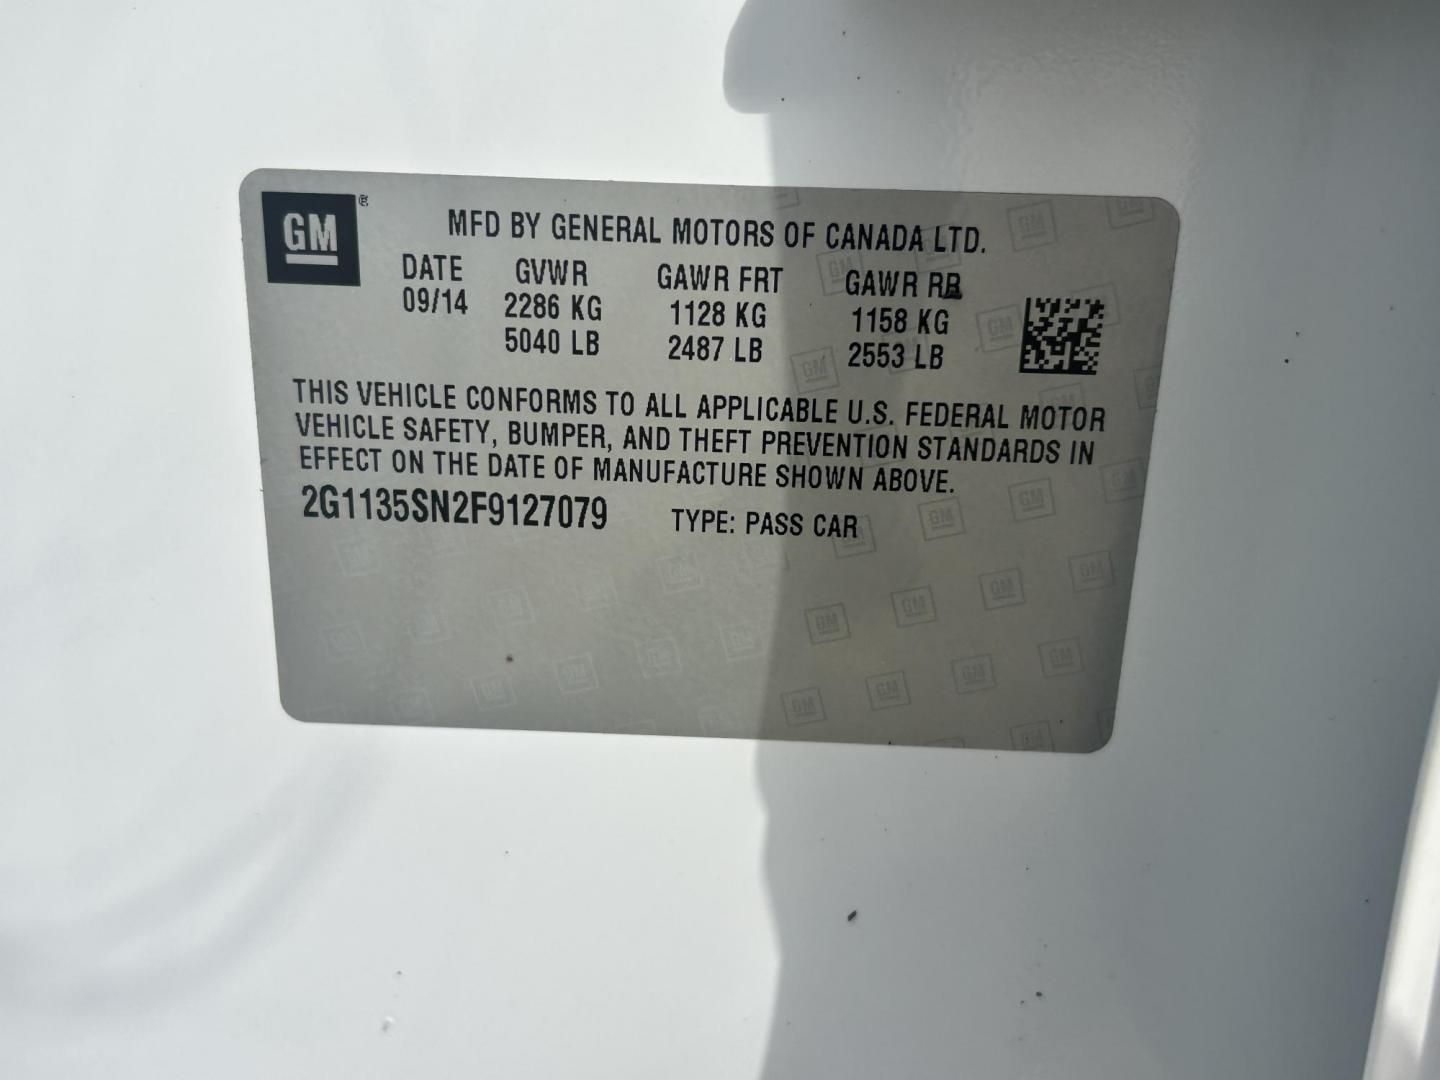 GM ®
MFD BY GENERAL MOTORS OF CANADA LTD.
DATE GVWR GAWR FRT GAWR RR
09/14 2286 KG 1128 KG 1158 KG
5040 LB 2487 LB 2553 LB
THIS VEHICLE CONFORMS TO ALL APPLICABLE U.S. FEDERAL MOTOR
VEHICLE SAFETY, BUMPER, AND THEFT PREVENTION STANDARDS IN
EFFECT ON THE DATE OF MANUFACTURE SHOWN ABOVE.
2G1135SN2F9127079 TYPE: PASS CAR